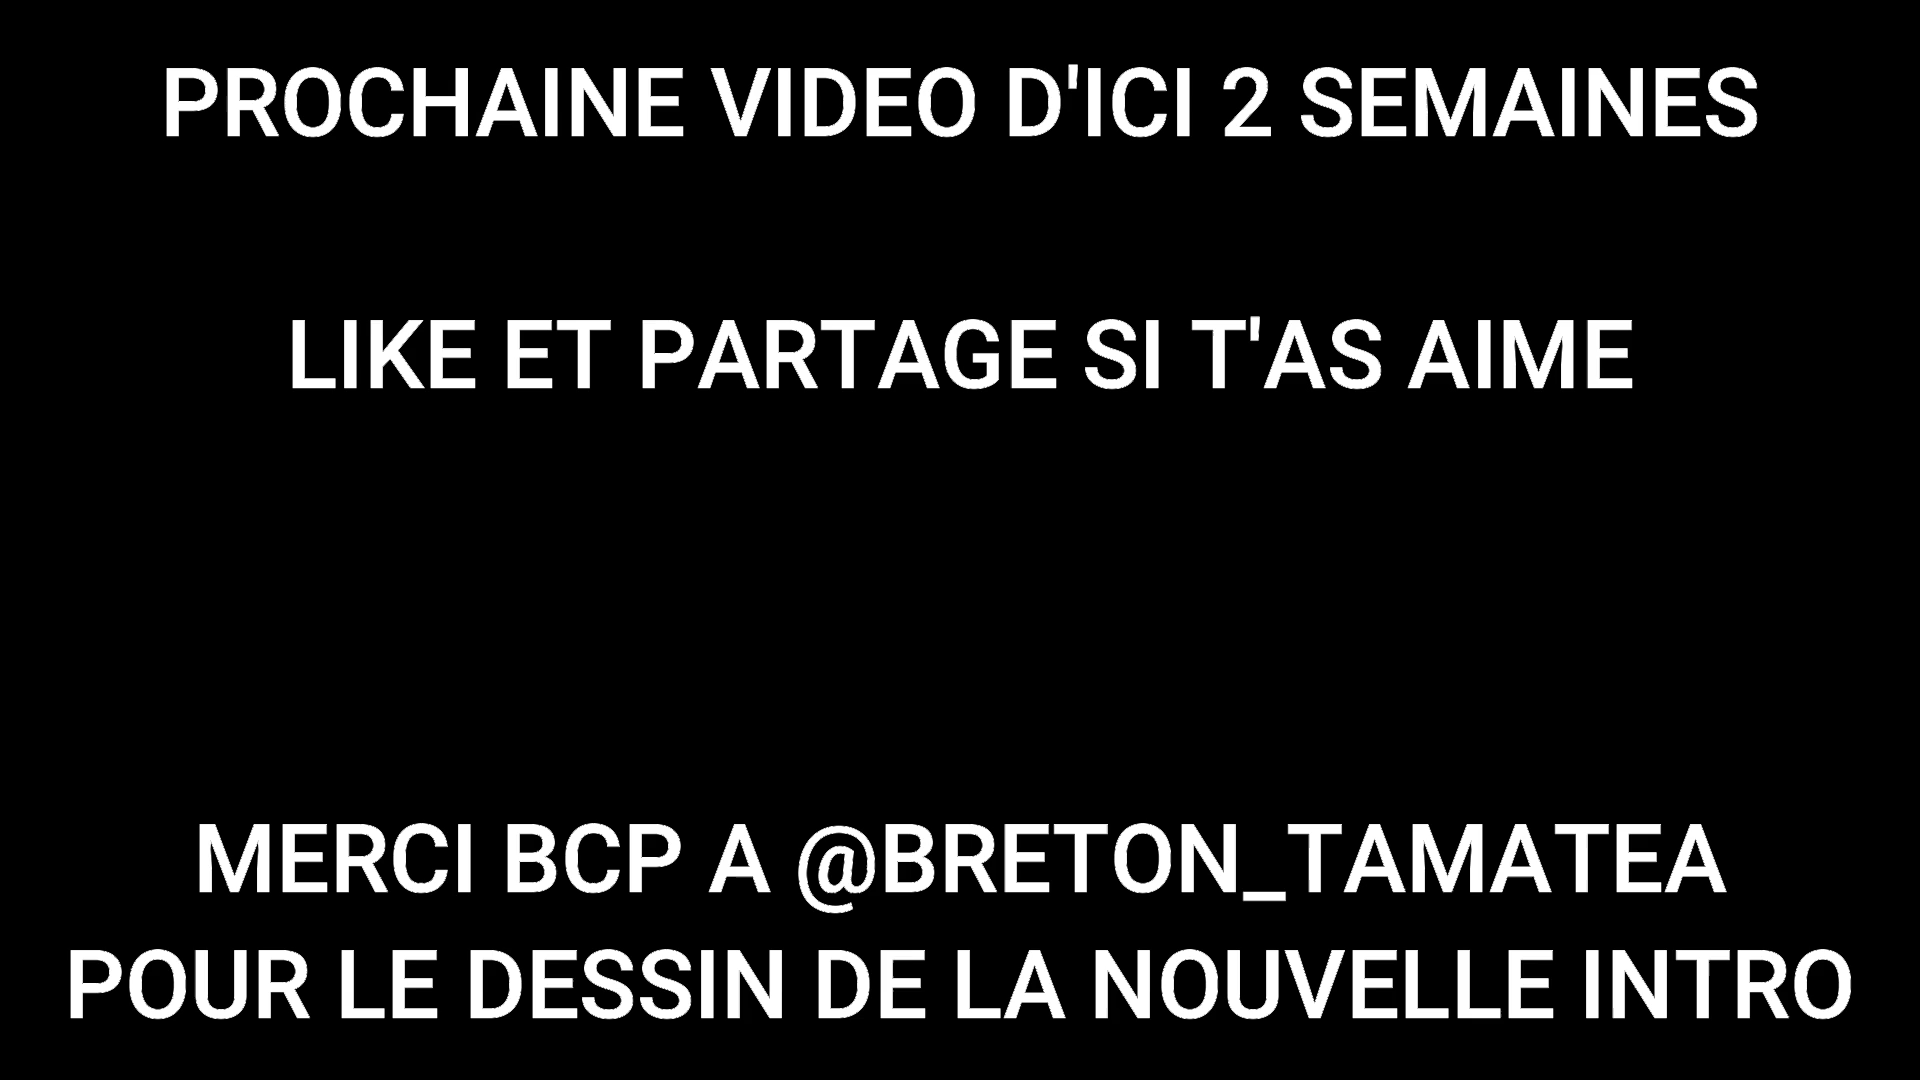 PROCHAINE VIDEO D'ICI 2 SEMAINES
LIKE ET PARTAGE SI T'AS AIME
MERCI BCP A @BRETON_TAMATEA
POUR LE DESSIN DE LA NOUVELLE INTRO